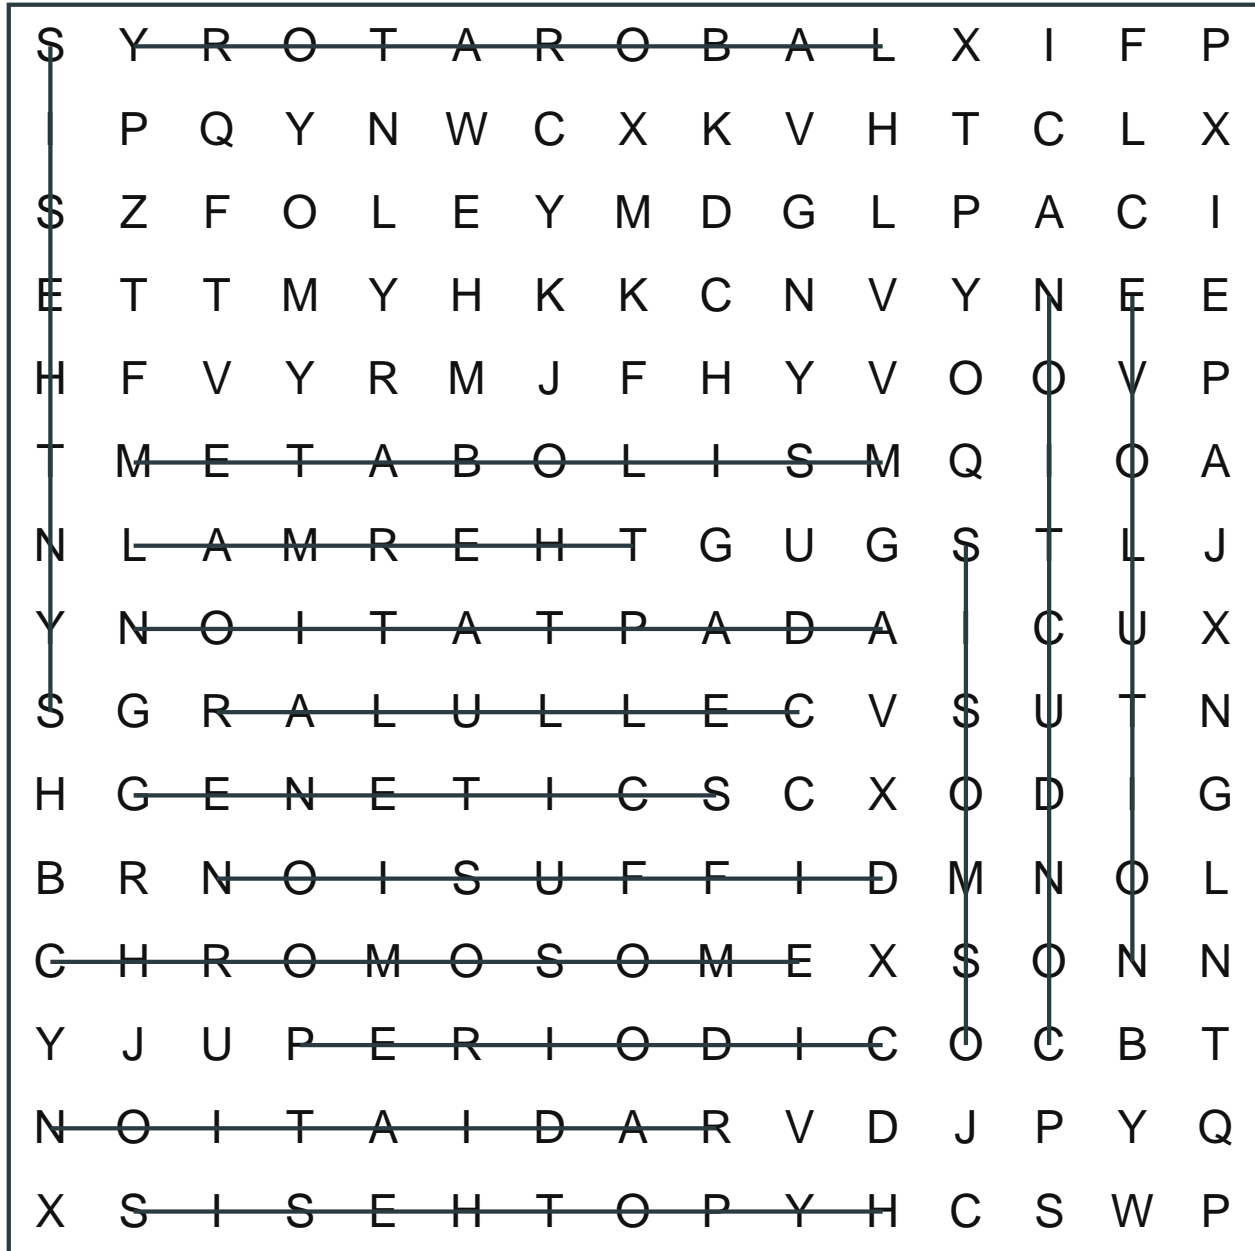 S Y R O T A R O B A L X I F P
I P Q Y N W C X K V H T C L X
S Z F O L E Y M D G L P A C I
E T T M Y H K K C N V Y N E E
H F V Y R M J F H Y V O O V P
T M E T A B O L I S M Q I O A
N L A M R E H T G U G S T L J
Y N O I T A T P A D A I C U X
S G R A L U L L E C V S U T N
H G E N E T I C S C X O D I G
B R N O I S U F F I D M N O L
C H R O M O S O M E X S O N N
Y J U P E R I O D I C O C B T
N O I T A I D A R V D J P Y Q
X S I S E H T O P Y H C S W P